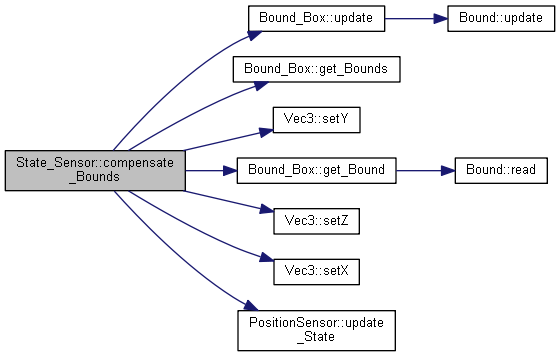 Bound_Box::update
Bound::update
Bound_Box::get_Bounds
Vec3::setY
State_Sensor::compensate
_Bounds
Bound_Box::get_Bound
Bound::read
Vec3::setZ
Vec3::setX
PositionSensor::update
_State